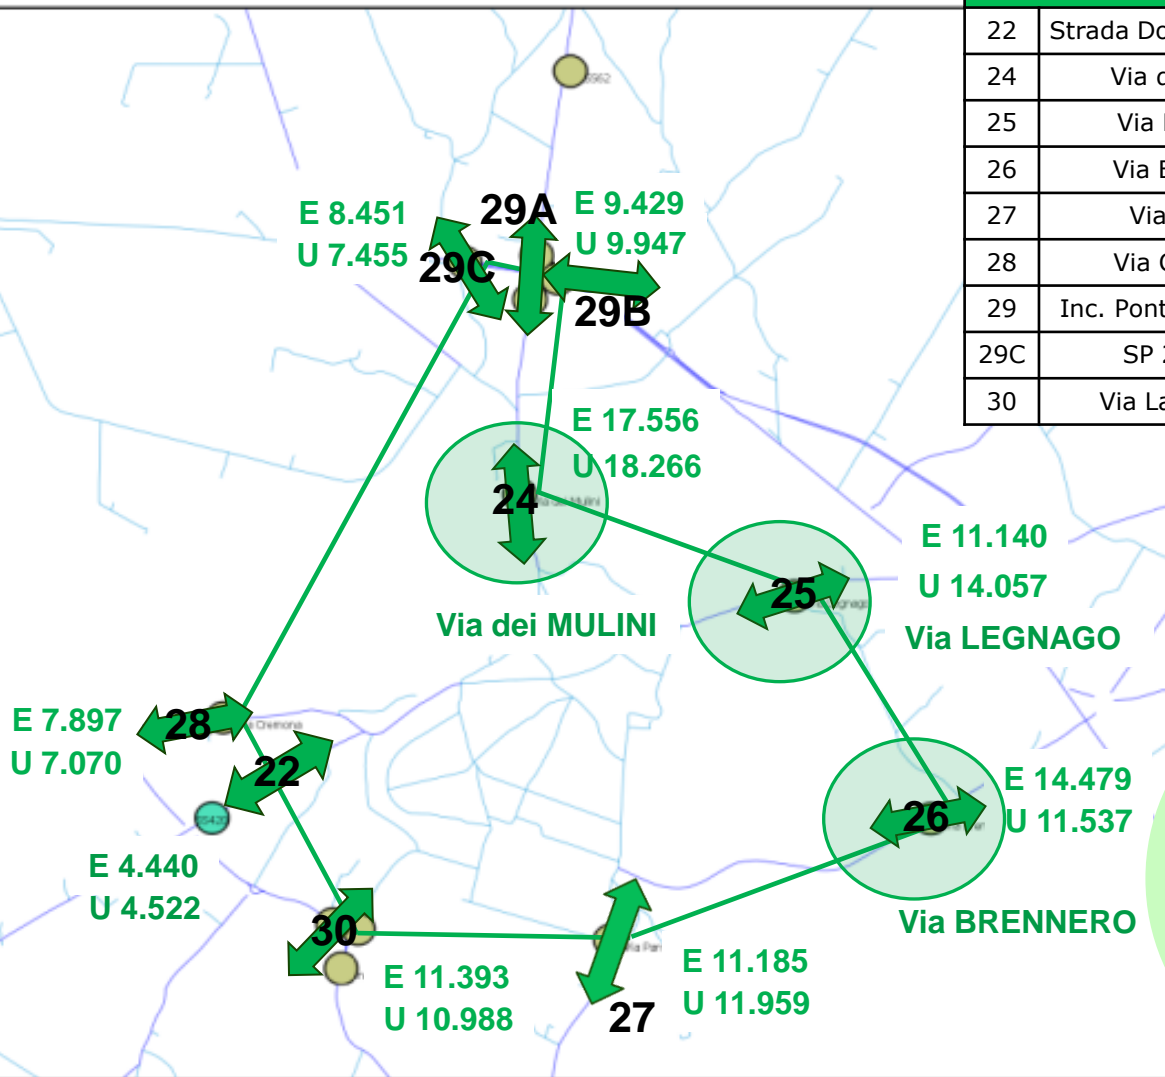 22 Strada Do
24 Via d
25 Via
26 Via
27 Via
28 Via
29 Inc. Pont
29C SP
30 Via La
SS62
E 8.451
U 7.455
29A
E 9.429
U 9.947
29C
29B
E 17.556
U 18.266
24
Via dei MULINI
E 11.140
U 14.057
25
Via LEGNAGO
E 7.897
U 7.070
28
Cremona
22
E 4.440
U 4.522
E 14.479
U 11.537
26
Via BRENNERO
30
E 11.393
U 10.988
E 11.185
U 11.959
27